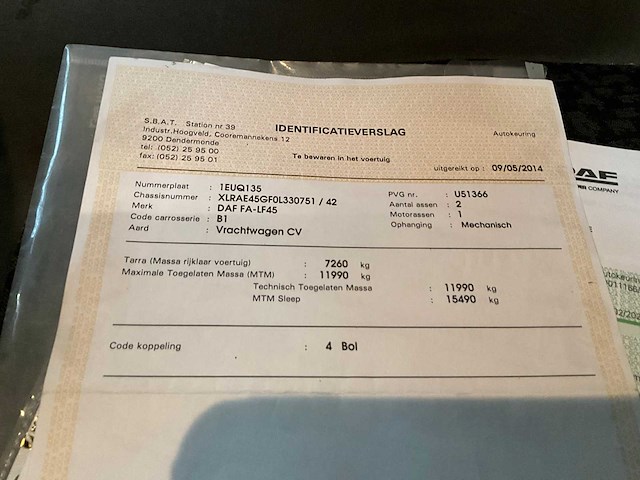 S.B.A.T. Station nr 39
Industr.Hoogveld, Cooremannekens 12
9200 Dendermonde
tel: (052) 25 95 00
fax: (052) 25 95 01
IDENTIFICATIEVERSLAG
Autokeuring
Te bewaren in het voertuig
uitgereikt op : 09/05/2014
Nummerplaat : 1EUQ135
Chassisnummer : XLRAE45GF0L330751 / 42
Merk : DAF FA-LF45
Code carrosserie : B1
Aard : Vrachtwagen CV
PVG nr. : U51366
Aantal assen : 2
Motorassen : 1
Ophanging : Mechanisch
Tarra (Massa rijklaar voertuig) : 7260 kg
Maximale Toegelaten Massa (MTM) : 11990 kg
Technisch Toegelaten Massa : 11990 kg
MTM Sleep : 15490 kg
Code koppeling : 4 Bol
DAF
COMPANY